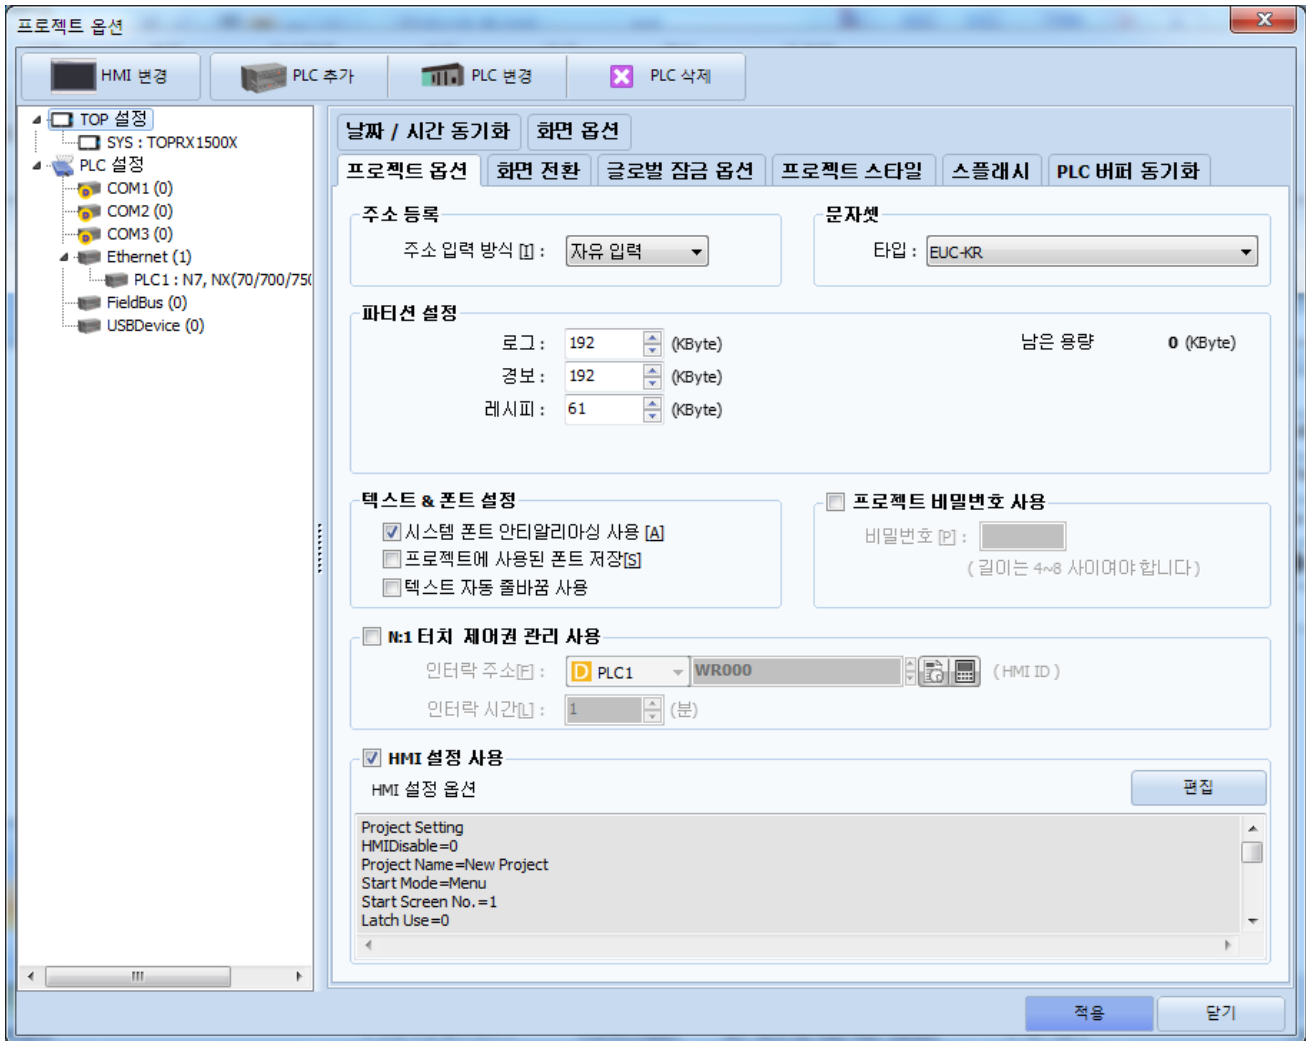 프로젝트 옵션
HMI 변경
PLC 추가
PLC 변경
PLC 삭제
TOP 설정
SYS : TOPRX1500X
PLC 설정
COM1 (0)
COM2 (0)
COM3 (0)
Ethernet (1)
PLC1 : N7, NX(70/700/750
FieldBus (0)
USBDevice (0)
날짜 / 시간 동기화
화면 옵션
프로젝트 옵션
화면 전환
글로벌 잠금 옵션
프로젝트 스타일
스플래시
PLC 버퍼 동기화
주소 등록
주소 입력 방식 [I] : 자유 입력
문자셋
타입 : EUC-KR
파티션 설정
로그 : 192 (KByte)
남은 용량 0 (KByte)
경보 : 192 (KByte)
레시피 : 61 (KByte)
텍스트 & 폰트 설정
시스템 폰트 안티알리아싱 사용 [A]
프로젝트에 사용된 폰트 저장[S]
텍스트 자동 줄바꿈 사용
프로젝트 비밀번호 사용
비밀번호 [P] :
( 길이는 4~8 사이여야 합니다 )
N:1 터치 제어권 관리 사용
인터락 주소[F] : D PLC1 WR000 ( HMI ID )
인터락 시간[L] : 1 (분)
HMI 설정 사용
HMI 설정 옵션
편집
Project Setting
HMIDisable=0
Project Name=New Project
Start Mode=Menu
Start Screen No.=1
Latch Use=0
적용
닫기